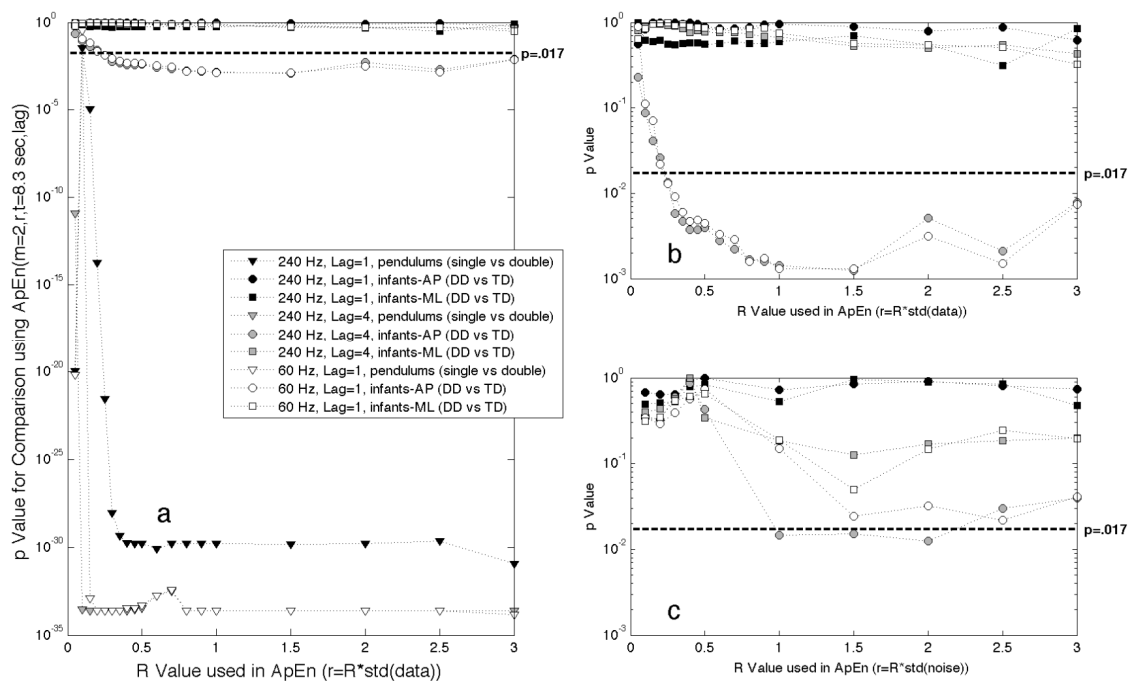 p Value for Comparison using ApEn(m=2,r,t=8.3 sec,lag)
10^0
10^-5
10^-10
10^-15
10^-20
10^-25
10^-30
10^-35
p=.017
240 Hz, Lag=1, pendulums (single vs double)
240 Hz, Lag=1, infants-AP (DD vs TD)
240 Hz, Lag=1, infants-ML (DD vs TD)
240 Hz, Lag=4, pendulums (single vs double)
240 Hz, Lag=4, infants-AP (DD vs TD)
240 Hz, Lag=4, infants-ML (DD vs TD)
60 Hz, Lag=1, pendulums (single vs double)
60 Hz, Lag=1, infants-AP (DD vs TD)
60 Hz, Lag=1, infants-ML (DD vs TD)
a
0 0.5 1 1.5 2 2.5 3
R Value used in ApEn (r=R*std(data))
p Value
10^0
10^-1
10^-2
10^-3
p=.017
b
0 0.5 1 1.5 2 2.5 3
R Value used in ApEn (r=R*std(data))
p Value
10^0
10^-1
10^-2
p=.017
c
0 0.5 1 1.5 2 2.5 3
R Value used in ApEn (r=R*std(noise))